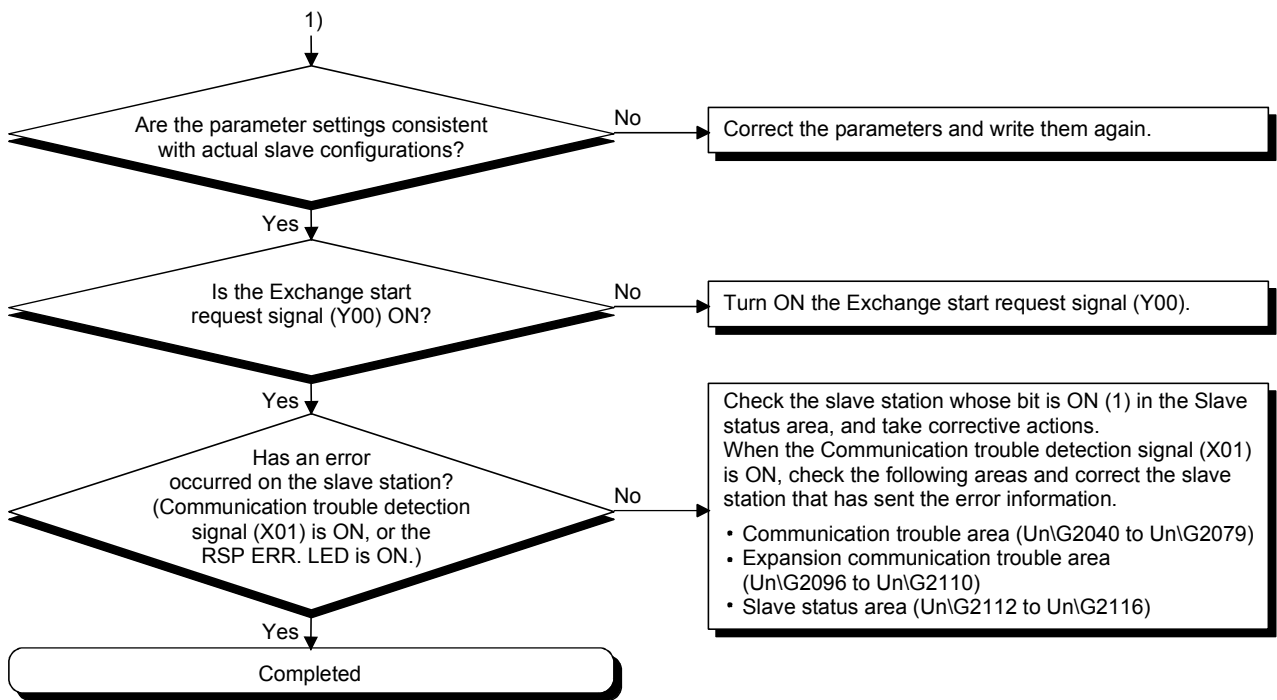 1)
Are the parameter settings consistent
with actual slave configurations?
No
Correct the parameters and write them again.
Yes
Is the Exchange start
request signal (Y00) ON?
No
Turn ON the Exchange start request signal (Y00).
Yes
Has an error
occurred on the slave station?
(Communication trouble detection
signal (X01) is ON, or the
RSP ERR. LED is ON.)
No
Check the slave station whose bit is ON (1) in the Slave
status area, and take corrective actions.
When the Communication trouble detection signal (X01)
is ON, check the following areas and correct the slave
station that has sent the error information.
• Communication trouble area (Un\G2040 to Un\G2079)
• Expansion communication trouble area
(Un\G2096 to Un\G2110)
• Slave status area (Un\G2112 to Un\G2116)
Yes
Completed